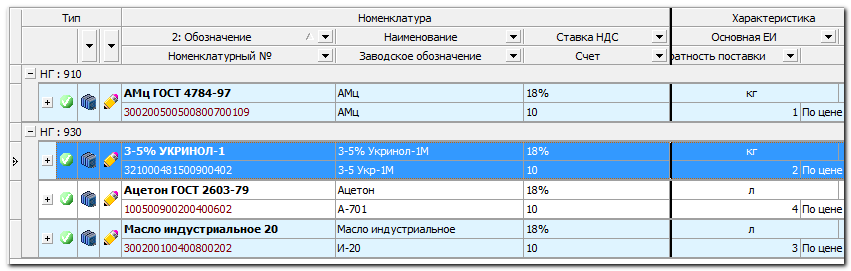 Тип Номенклатура Характеристика
2: Обозначение Наименование Ставка НДС Основная ЕИ
Номенклатурный № Заводское обозначение Счет ратность поставки
НГ : 910
АМц ГОСТ 4784-97 АМц 18% кг
300200500500800700109 АМц 10 1 По цене
НГ : 930
3-5% УКРИНОЛ-1 3-5% Укринол-1М 18% кг
321000481500900402 3-5 Укр-1М 10 2 По цене
Ацетон ГОСТ 2603-79 Ацетон 18% л
100500900200400602 А-701 10 4 По цене
Масло индустриальное 20 Масло индустриальное 18% л
300200100400800202 И-20 10 3 По цене